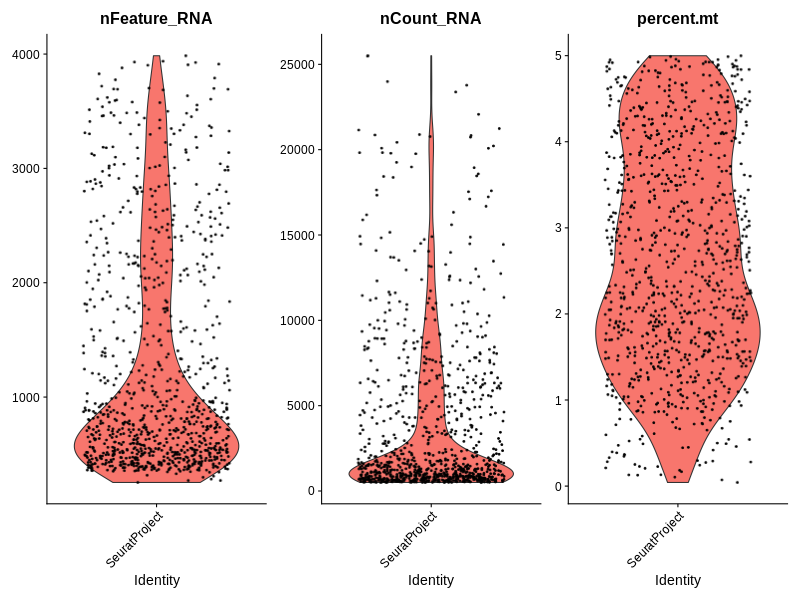 nFeature_RNA
4000
3000
2000
1000
SeuratProject
Identity
nCount_RNA
25000
20000
15000
10000
5000
0
SeuratProject
Identity
percent.mt
5
4
3
2
1
0
SeuratProject
Identity